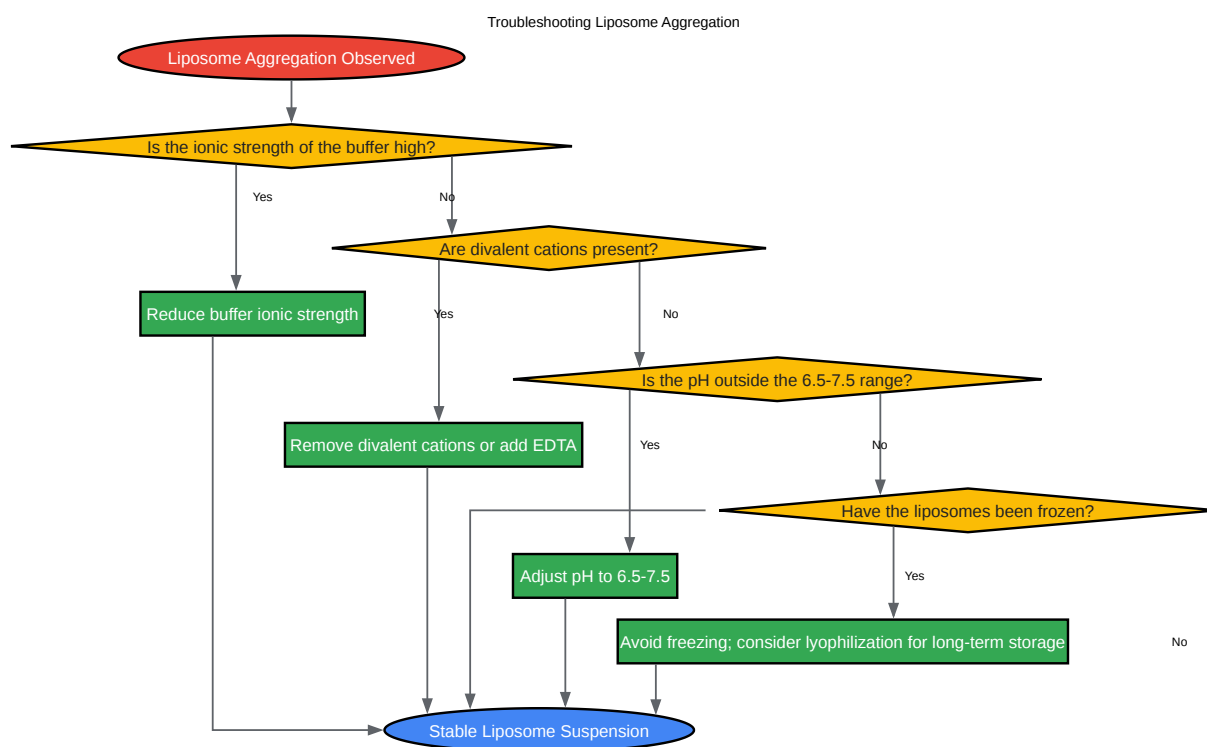 Troubleshooting Liposome Aggregation
Liposome Aggregation Observed
Is the ionic strength of the buffer high?
Yes
No
Are divalent cations present?
Reduce buffer ionic strength
Yes
No
Is the pH outside the 6.5-7.5 range?
Remove divalent cations or add EDTA
Yes
No
Have the liposomes been frozen?
Adjust pH to 6.5-7.5
Yes
Avoid freezing; consider lyophilization for long-term storage
No
Stable Liposome Suspension